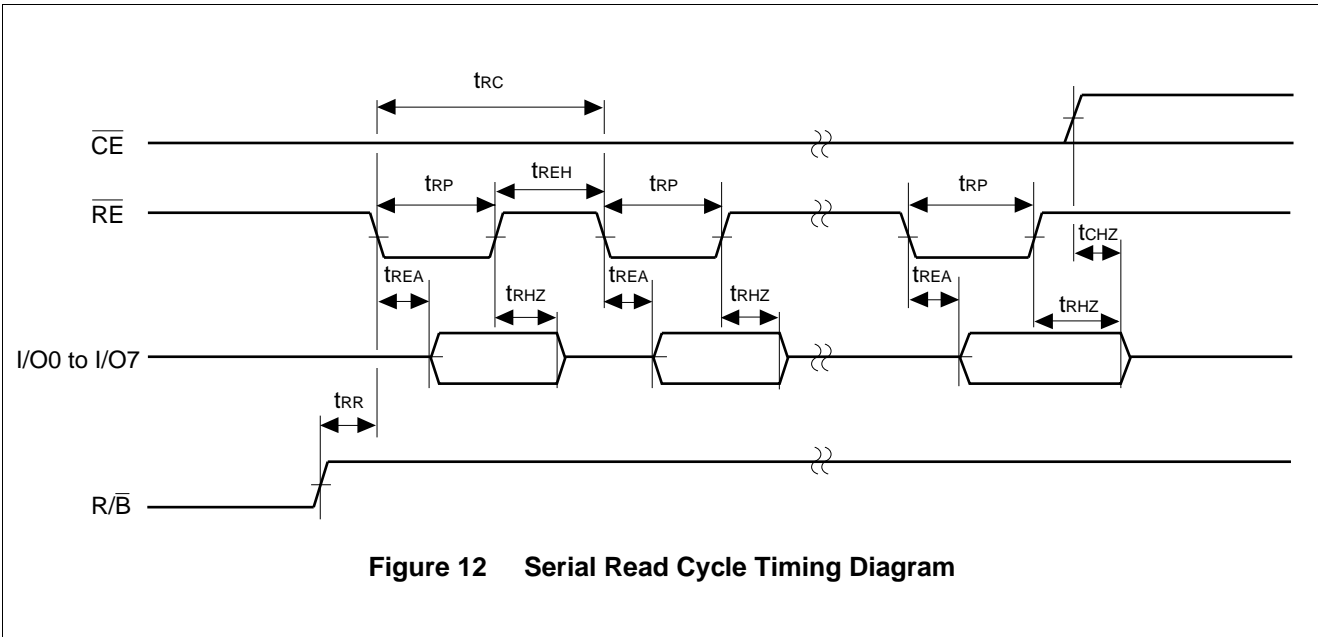 tRC
CE
tRP tREH tRP tRP
RE
tCHZ
tREA tREA tREA
tRHZ tRHZ tRHZ
I/O0 to I/O7
tRR
R/B
Figure 12 Serial Read Cycle Timing Diagram